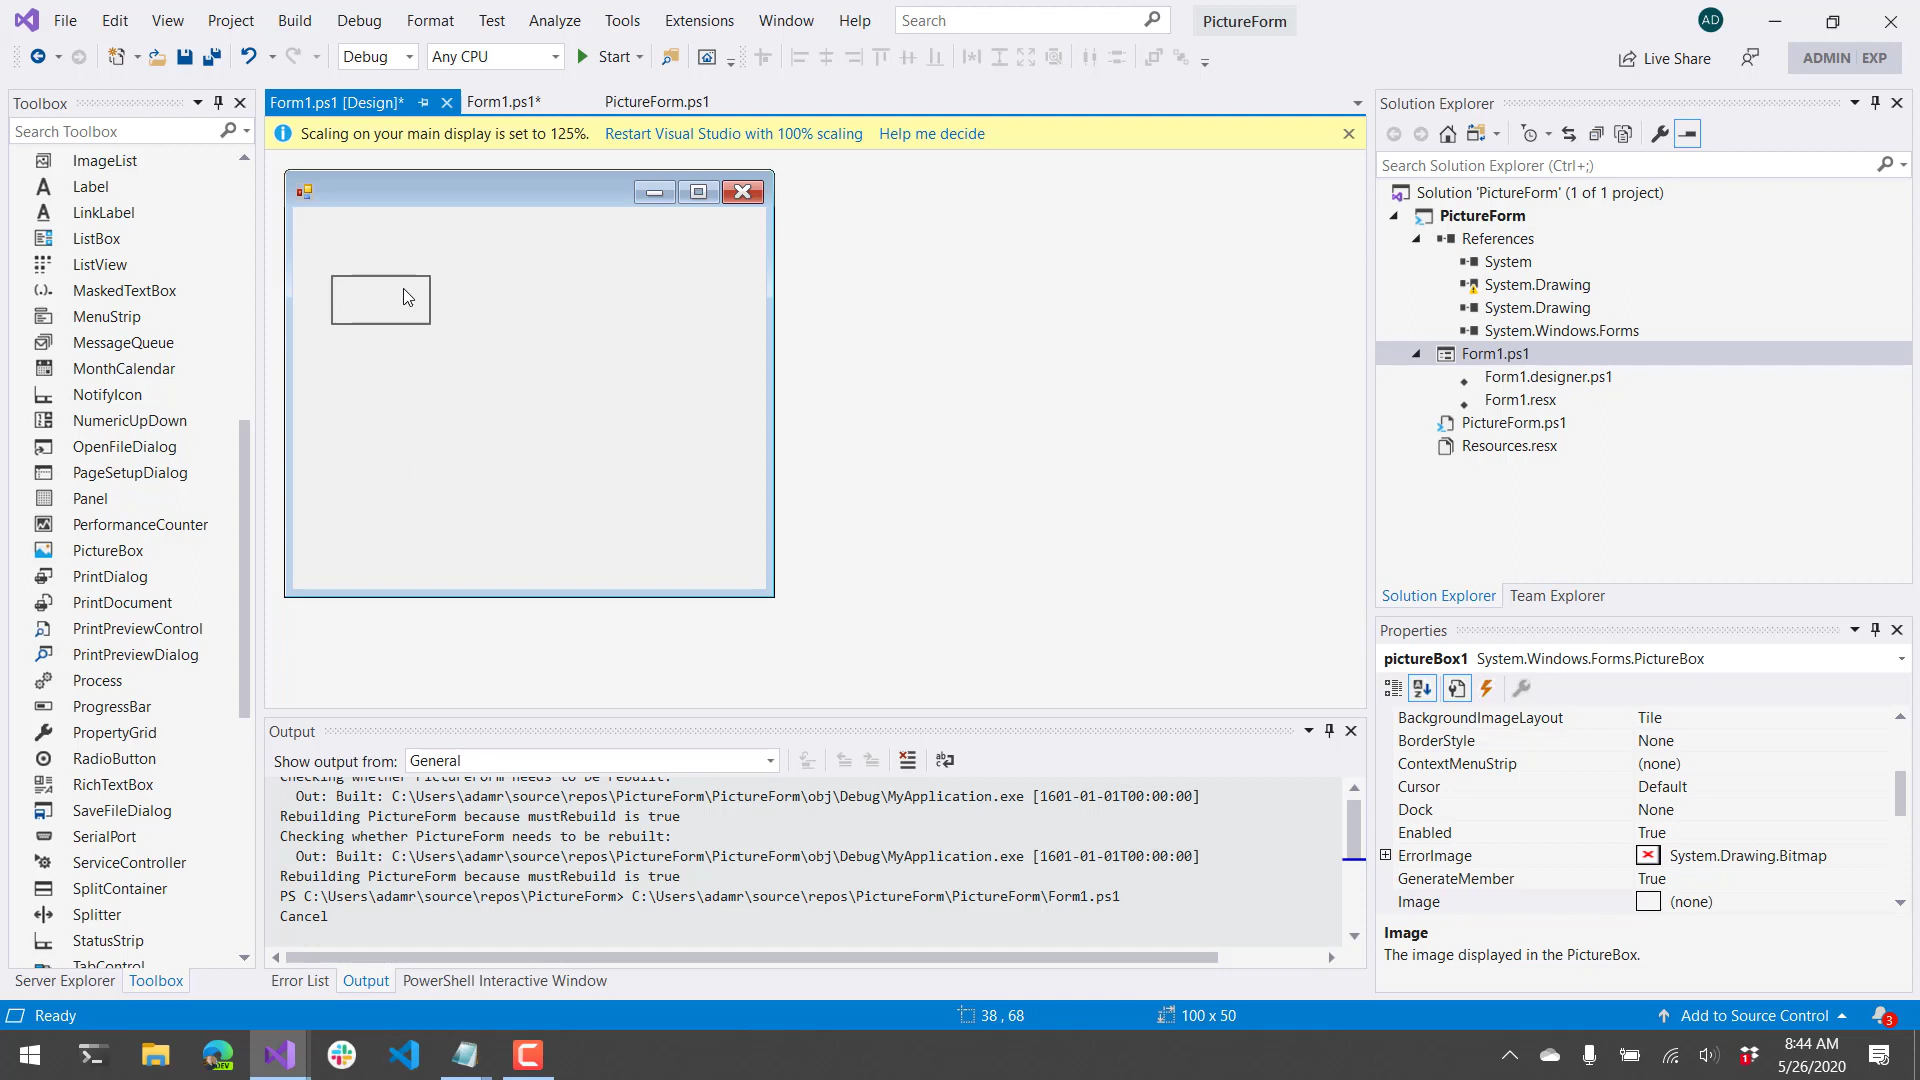 File Edit View Project Build Debug Format Test Analyze Tools Extensions Window Help Search PictureForm AD
Debug Any CPU Start Live Share ADMIN EXP
Toolbox
Search Toolbox
ImageList
Label
LinkLabel
ListBox
ListView
MaskedTextBox
MenuStrip
MessageQueue
MonthCalendar
NotifyIcon
NumericUpDown
OpenFileDialog
PageSetupDialog
Panel
PerformanceCounter
PictureBox
PrintDialog
PrintDocument
PrintPreviewControl
PrintPreviewDialog
Process
ProgressBar
PropertyGrid
RadioButton
RichTextBox
SaveFileDialog
SerialPort
ServiceController
SplitContainer
Splitter
StatusStrip
TabControl
Server Explorer Toolbox
Form1.ps1 [Design]* Form1.ps1* PictureForm.ps1
Scaling on your main display is set to 125%. Restart Visual Studio with 100% scaling Help me decide
Output
Show output from: General
Checking whether PictureForm needs to be rebuilt:
Out: Built: C:\Users\adamr\source\repos\PictureForm\PictureForm\obj\Debug\MyApplication.exe [1601-01-01T00:00:00]
Rebuilding PictureForm because mustRebuild is true
Checking whether PictureForm needs to be rebuilt:
Out: Built: C:\Users\adamr\source\repos\PictureForm\PictureForm\obj\Debug\MyApplication.exe [1601-01-01T00:00:00]
Rebuilding PictureForm because mustRebuild is true
PS C:\Users\adamr\source\repos\PictureForm> C:\Users\adamr\source\repos\PictureForm\PictureForm\Form1.ps1
Cancel
Error List Output PowerShell Interactive Window
Solution Explorer
Search Solution Explorer (Ctrl+;)
Solution 'PictureForm' (1 of 1 project)
PictureForm
References
System
System.Drawing
System.Drawing
System.Windows.Forms
Form1.ps1
Form1.designer.ps1
Form1.resx
PictureForm.ps1
Resources.resx
Solution Explorer Team Explorer
Properties
pictureBox1 System.Windows.Forms.PictureBox
BackgroundImageLayout Tile
BorderStyle None
ContextMenuStrip (none)
Cursor Default
Dock None
Enabled True
ErrorImage System.Drawing.Bitmap
GenerateMember True
Image (none)
Image
The image displayed in the PictureBox.
Ready 38 , 68 100 x 50 Add to Source Control 3
DEV 3 8:44 AM
5/26/2020